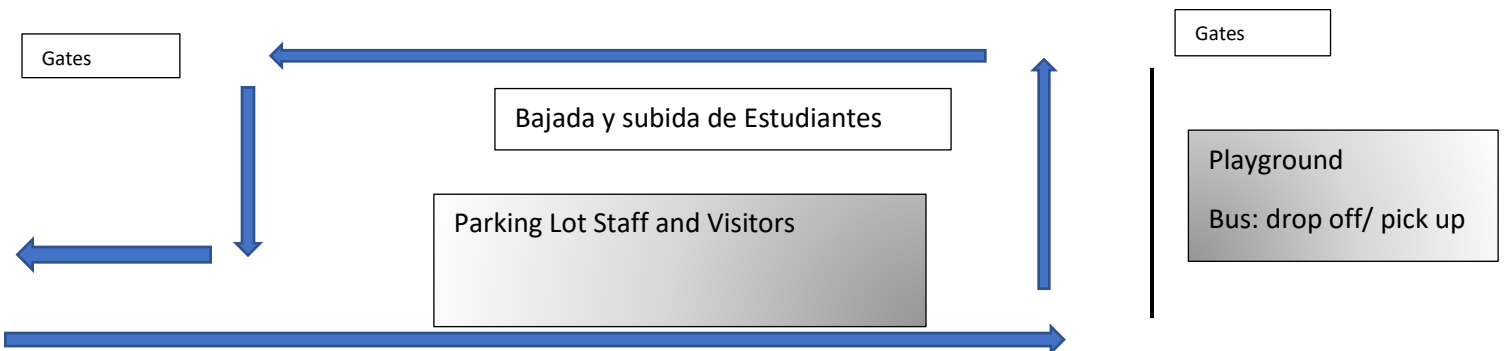 Gates
Gates
Bajada y subida de Estudiantes
Playground
Bus: drop off/ pick up
Parking Lot Staff and Visitors